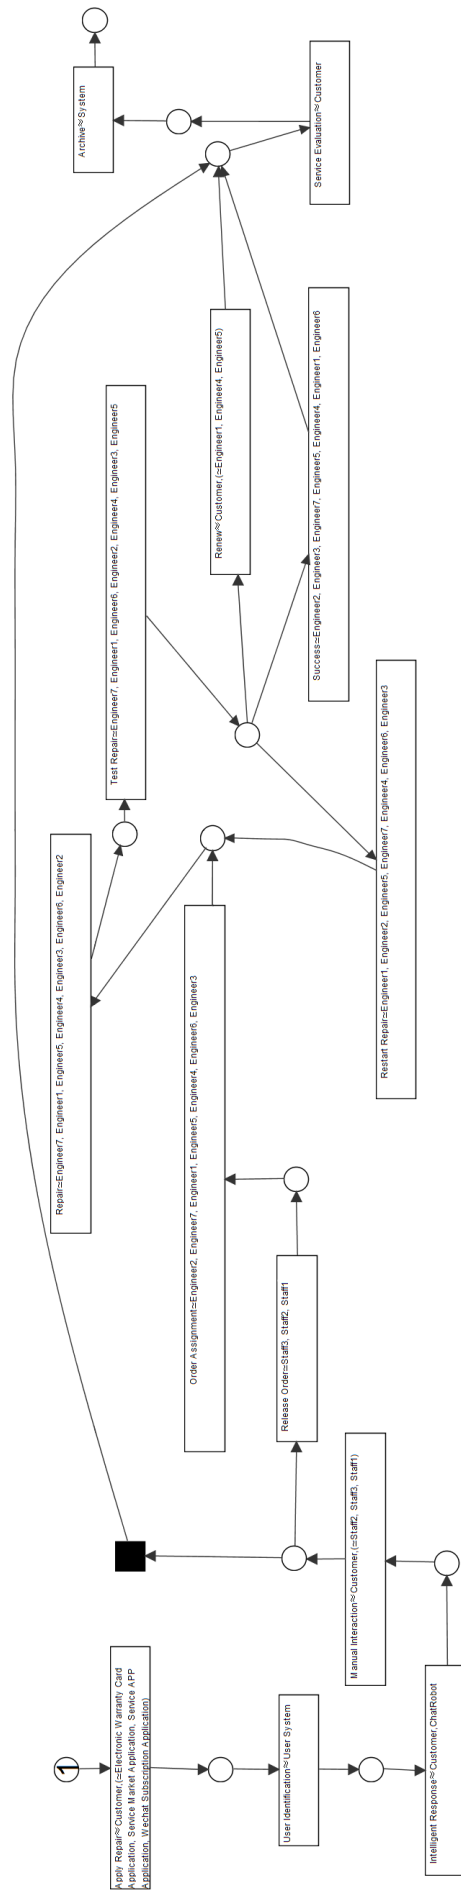 1
Apply Repair≈Customer,(≃Electronic Warranty Card
Application, Service Market Application, Service APP
Application, Wechat Subscription Application)
User Identification≈User System
Intelligent Response≈Customer,ChatRobot
Manual Interaction≈Customer,(≃Staff2, Staff3, Staff1)
Release Order≃Staff3, Staff2, Staff1
Order Assignment≃Engineer2, Engineer7, Engineer1, Engineer5, Engineer4, Engineer6, Engineer3
Repair≃Engineer7, Engineer1, Engineer5, Engineer4, Engineer3, Engineer6, Engineer2
Test Repair≃Engineer7, Engineer1, Engineer6, Engineer2, Engineer4, Engineer3, Engineer5
Restart Repair≃Engineer1, Engineer2, Engineer5, Engineer7, Engineer4, Engineer6, Engineer3
Renew≈Customer,(≃Engineer1, Engineer4, Engineer5)
Success≃Engineer2, Engineer3, Engineer7, Engineer5, Engineer4, Engineer1, Engineer6
Service Evaluation≈Customer
Archive≈System